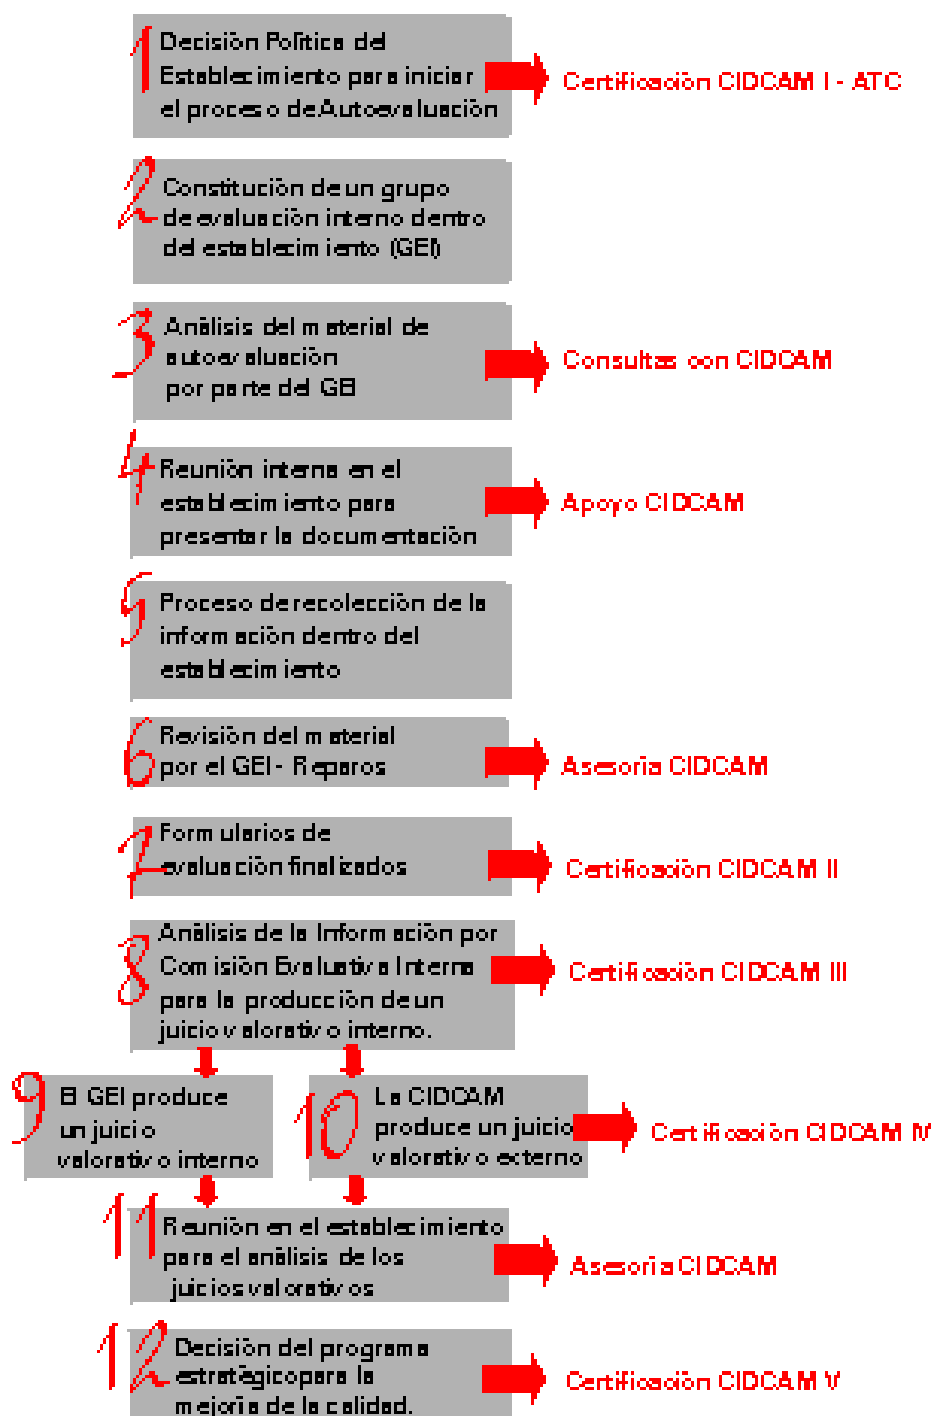 1 Decisiòn Política del
Establecimiento para iniciar
el proceso de Autoevaluaciòn
Certificaciòn CIDCAM I - ATC
2 Constituciòn de un grupo
de evaluaciòn interno dentro
del establecimiento (GEI)
3 Anàlisis del material de
autoevaluaciòn
por parte del GEI
Consultas con CIDCAM
4 Reuniòn interna en el
establecimiento para
presentar la documentaciòn
Apoyo CIDCAM
5 Proceso de recolecciòn de la
informaciòn dentro del
establecimiento
6 Revisiòn del material
por el GEI - Reparos
Asesoría CIDCAM
7 Formularios de
evaluaciòn finalizados
Certificaciòn CIDCAM II
8 Anàlisis de la Informaciòn por
Comisiòn Evaluativa Interna
para la producciòn de un
juicio valorativo interno.
Certificaciòn CIDCAM III
9 El GEI produce
un juicio
valorativo interno
10 La CIDCAM
produce un juicio
valorativo externo
Certificaciòn CIDCAM IV
11 Reuniòn en el establecimiento
para el anàlisis de los
juicios valorativos
Asesoría CIDCAM
12 Decisiòn del programa
estratègico para la
mejoría de la calidad.
Certificaciòn CIDCAM V